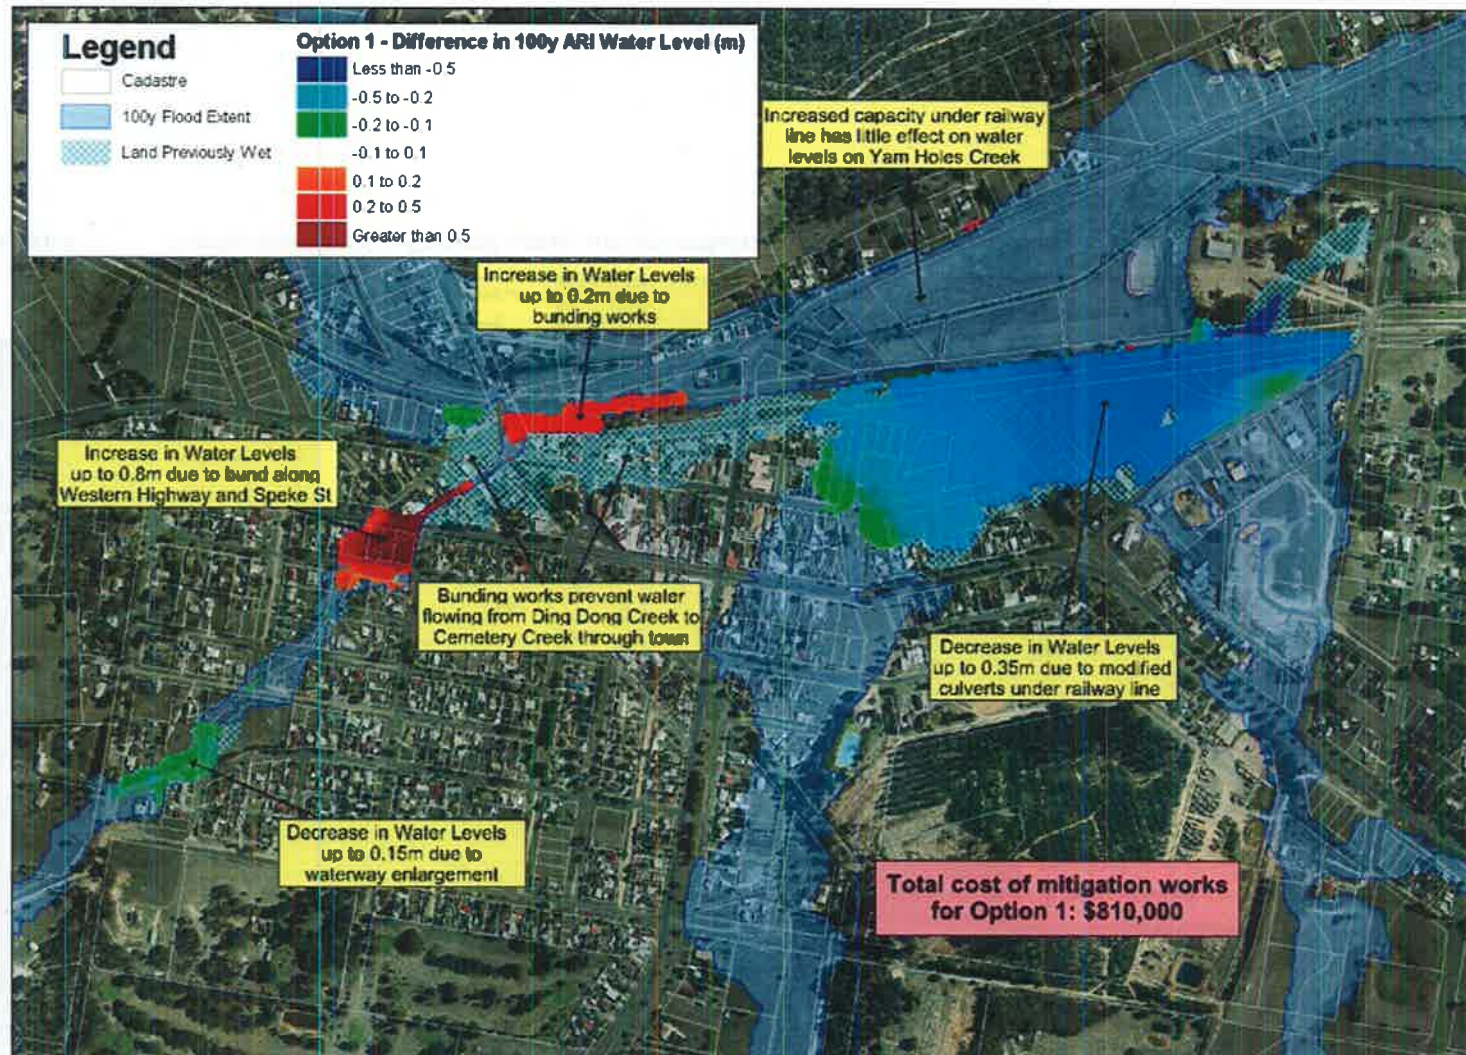 Legend
Cadastre
100y Flood Extent
Land Previously Wet
Option 1 - Difference in 100y ARI Water Level (m)
Less than -0.5
-0.5 to -0.2
-0.2 to -0.1
-0.1 to 0.1
0.1 to 0.2
0.2 to 0.5
Greater than 0.5
Increased capacity under railway
line has little effect on water
levels on Yam Holes Creek
Increase in Water Levels
up to 0.2m due to
bunding works
Increase in Water Levels
up to 0.8m due to bund along
Western Highway and Speke St
Bunding works prevent water
flowing from Ding Dong Creek to
Cemetery Creek through town
Decrease in Water Levels
up to 0.35m due to modified
culverts under railway line
Decrease in Water Levels
up to 0.15m due to
waterway enlargement
Total cost of mitigation works
for Option 1: $810,000